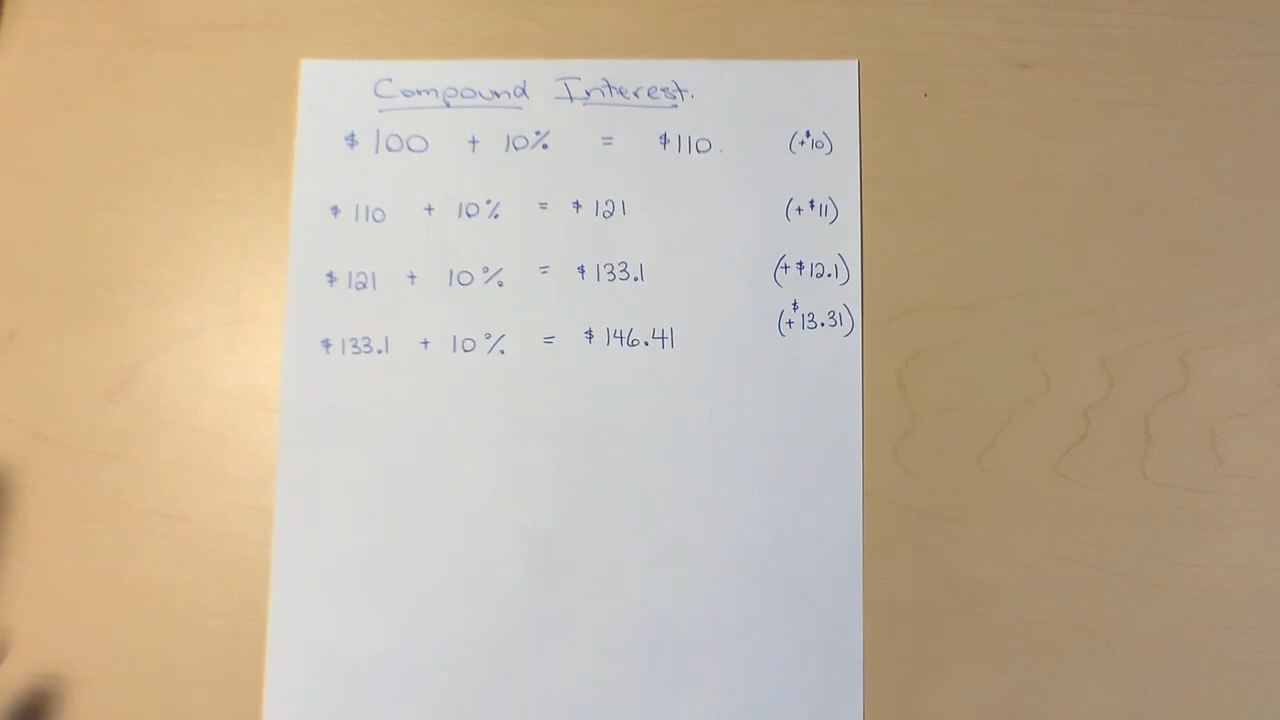 Compound Interest.
$100 + 10% = $110. (+$10)
$110 + 10% = $121 (+$11)
$121 + 10% = $133.1 (+$12.1)
$133.1 + 10% = $146.41 (+$13.31)